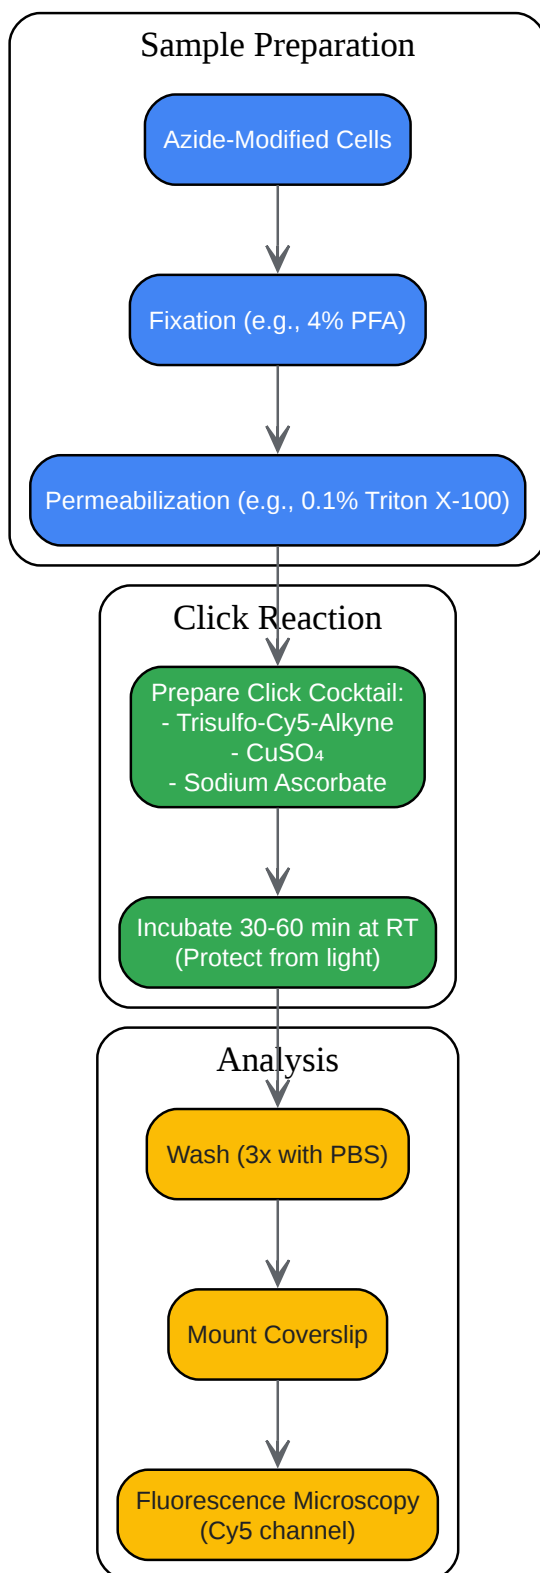 Sample Preparation
Azide-Modified Cells
Fixation (e.g., 4% PFA)
Permeabilization (e.g., 0.1% Triton X-100)
Click Reaction
Prepare Click Cocktail:
- Trisulfo-Cy5-Alkyne
- CuSO₄
- Sodium Ascorbate
Incubate 30-60 min at RT
(Protect from light)
Analysis
Wash (3x with PBS)
Mount Coverslip
Fluorescence Microscopy
(Cy5 channel)